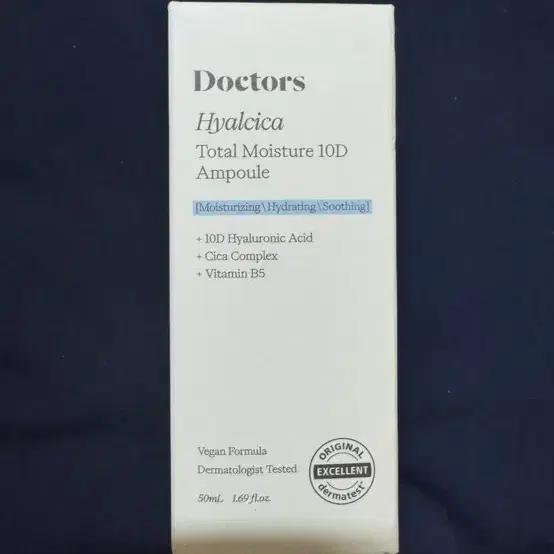 Doctors
Hyalcica
Total Moisture 10D
Ampoule
[Moisturizing\Hydrating\Soothing]
+ 10D Hyaluronic Acid
+ Cica Complex
+ Vitamin B5
Vegan Formula
Dermatologist Tested
50mL 1.69 fl.oz.
ORIGINAL
EXCELLENT
dermatest